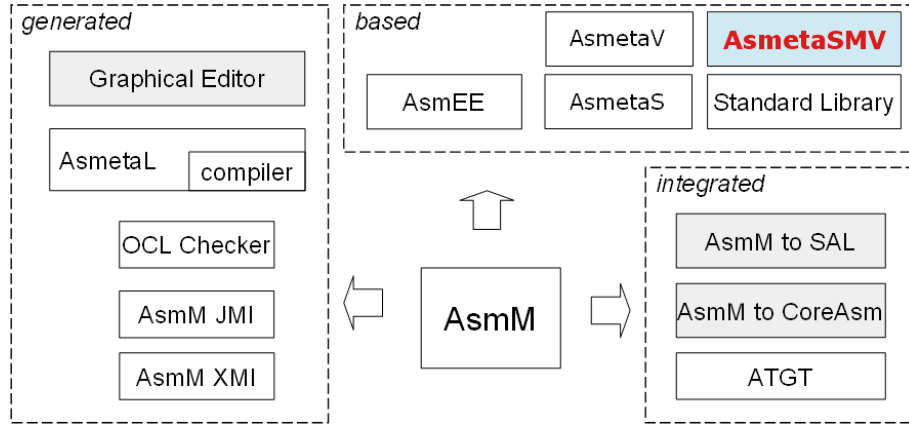 generated
Graphical Editor
AsmetaL
compiler
OCL Checker
AsmM JMI
AsmM XMI
based
AsmetaV
AsmetaSMV
AsmEE
AsmetaS
Standard Library
AsmM
integrated
AsmM to SAL
AsmM to CoreAsm
ATGT